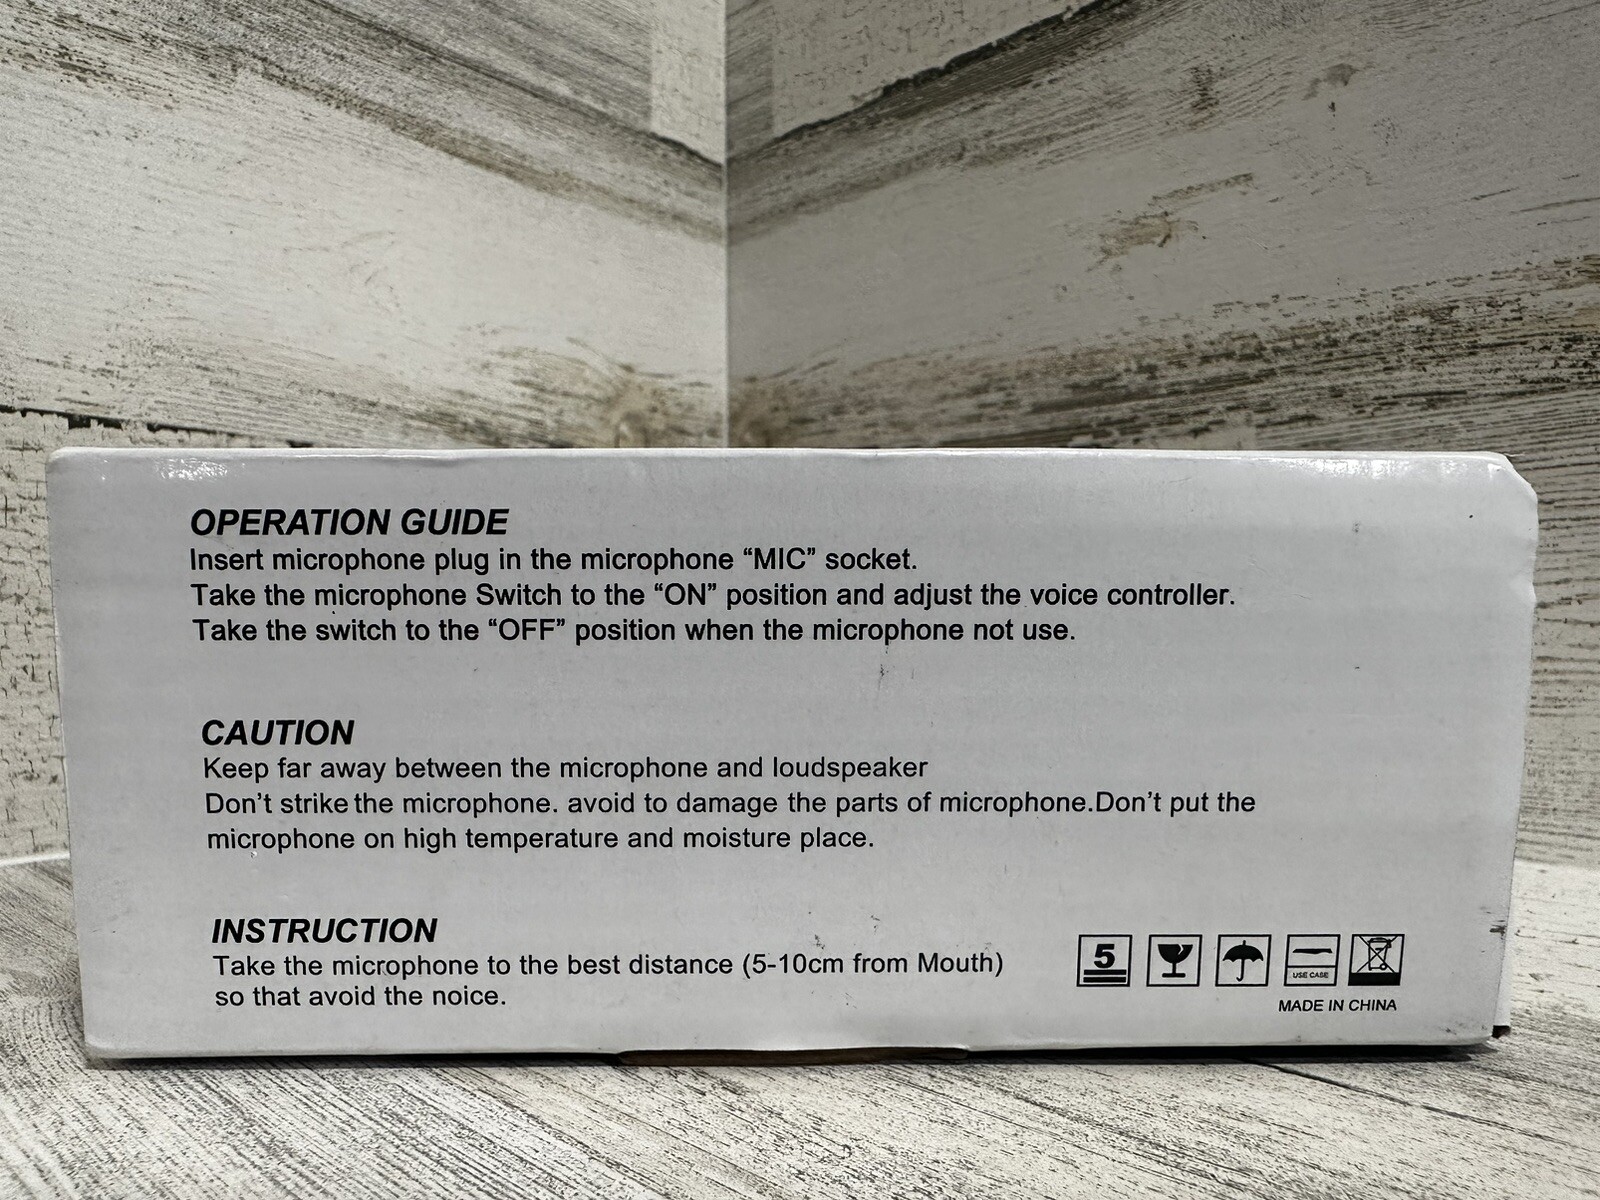 OPERATION GUIDE
Insert microphone plug in the microphone “MIC” socket.
Take the microphone Switch to the “ON” position and adjust the voice controller.
Take the switch to the “OFF” position when the microphone not use.
CAUTION
Keep far away between the microphone and loudspeaker
Don’t strike the microphone. avoid to damage the parts of microphone.Don’t put the
microphone on high temperature and moisture place.
INSTRUCTION
Take the microphone to the best distance (5-10cm from Mouth)
so that avoid the noice.
5
USE CASE
MADE IN CHINA